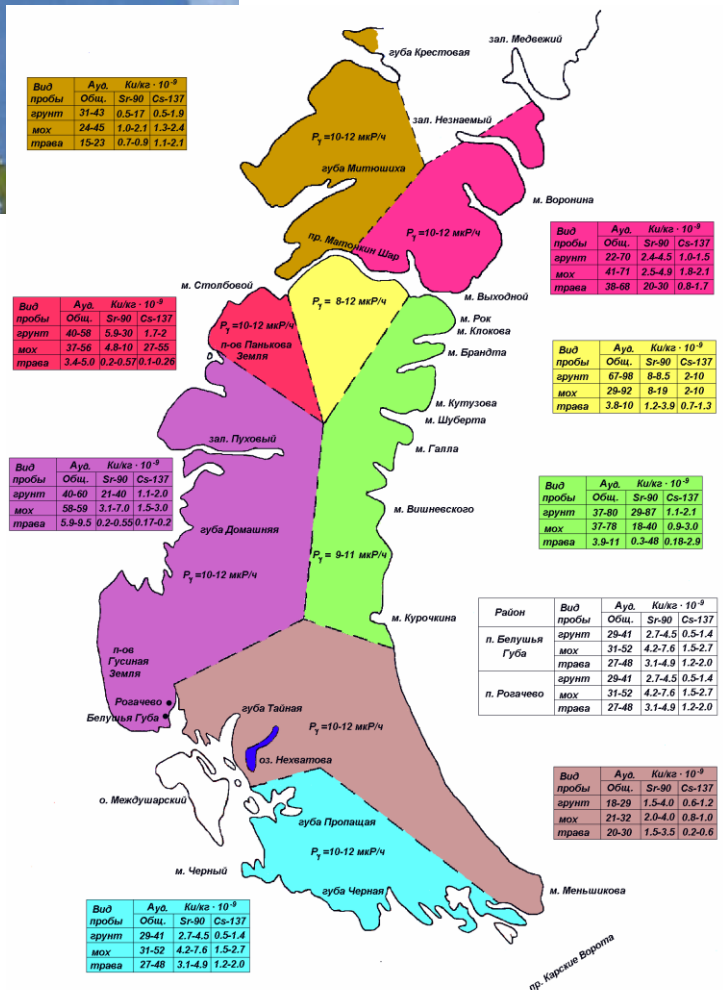 губа Крестовая
зал. Медвежий
Вид пробы Aуд. Ки/кг · 10⁻⁹
Общ. Sr-90 Cs-137
грунт 31-43 0.5-17 0.5-1.9
мох 24-45 1.0-2.1 1.3-2.4
трава 15-23 0.7-0.9 1.1-2.1
зал. Незнаемый
Pγ =10-12 мкР/ч
губа Митюшиха
м. Воронина
Pγ =10-12 мкР/ч
пр. Маточкин Шар
Вид пробы Aуд. Ки/кг · 10⁻⁹
Общ. Sr-90 Cs-137
грунт 22-70 2.4-4.5 1.0-1.5
мох 41-71 2.5-4.9 1.8-2.1
трава 38-68 20-30 0.8-1.7
м. Столбовой
м. Выходной
Pγ = 8-12 мкР/ч
Вид пробы Aуд. Ки/кг · 10⁻⁹
Общ. Sr-90 Cs-137
грунт 40-58 5.9-30 1.7-2
мох 37-56 4.8-10 27-55
трава 3.4-5.0 0.2-0.57 0.1-0.26
Pγ =10-12 мкР/ч
п-ов Панькова
Земля
м. Рок
м. Клокова
м. Брандта
Вид пробы Aуд. Ки/кг · 10⁻⁹
Общ. Sr-90 Cs-137
грунт 67-98 8-8.5 2-10
мох 29-92 8-19 2-10
трава 3.8-10 1.2-3.9 0.7-1.3
м. Кутузова
м. Шуберта
зал. Пуховый
м. Галла
Вид пробы Aуд. Ки/кг · 10⁻⁹
Общ. Sr-90 Cs-137
грунт 40-60 21-40 1.1-2.0
мох 58-59 3.1-7.0 1.5-3.0
трава 5.9-9.5 0.2-0.55 0.17-0.2
Вид пробы Aуд. Ки/кг · 10⁻⁹
Общ. Sr-90 Cs-137
грунт 37-80 29-87 1.1-2.1
мох 37-78 18-40 0.9-3.0
трава 3.9-11 0.3-48 0.18-2.9
м. Вишневского
губа Домашняя
Pγ = 9-11 мкР/ч
Pγ =10-12 мкР/ч
м. Курочкина
Район Вид пробы Aуд. Ки/кг · 10⁻⁹
Общ. Sr-90 Cs-137
п. Белушья Губа грунт 29-41 2.7-4.5 0.5-1.4
мох 31-52 4.2-7.6 1.5-2.7
трава 27-48 3.1-4.9 1.2-2.0
п. Рогачево грунт 29-41 2.7-4.5 0.5-1.4
мох 31-52 4.2-7.6 1.5-2.7
трава 27-48 3.1-4.9 1.2-2.0
п-ов
Гусиная
Земля
Рогачево
Белушья Губа
губа Тайная
Pγ =10-12 мкР/ч
оз. Нехватова
о. Междушарский
Вид пробы Aуд. Ки/кг · 10⁻⁹
Общ. Sr-90 Cs-137
грунт 18-29 1.5-4.0 0.6-1.2
мох 21-32 2.0-4.0 0.8-1.0
трава 20-30 1.5-3.5 0.2-0.6
губа Пропащая
Pγ =10-12 мкР/ч
м. Черный
губа Черная
м. Меньшикова
Вид пробы Aуд. Ки/кг · 10⁻⁹
Общ. Sr-90 Cs-137
грунт 29-41 2.7-4.5 0.5-1.4
мох 31-52 4.2-7.6 1.5-2.7
трава 27-48 3.1-4.9 1.2-2.0
пр. Карские Ворота